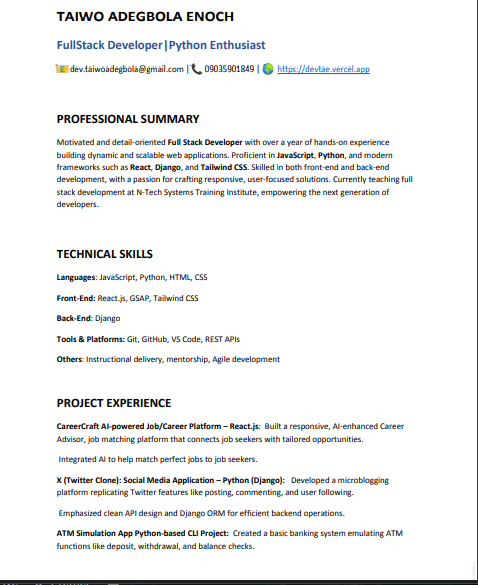 TAIWO ADEGBOLA ENOCH
FullStack Developer|Python Enthusiast
dev.taiwoadegbola@gmail.com | 09035901849 | https://devtae.vercel.app
PROFESSIONAL SUMMARY
Motivated and detail-oriented Full Stack Developer with over a year of hands-on experience
building dynamic and scalable web applications. Proficient in JavaScript, Python, and modern
frameworks such as React, Django, and Tailwind CSS. Skilled in both front-end and back-end
development, with a passion for crafting responsive, user-focused solutions. Currently teaching full
stack development at N-Tech Systems Training Institute, empowering the next generation of
developers.
TECHNICAL SKILLS
Languages: JavaScript, Python, HTML, CSS
Front-End: React.js, GSAP, Tailwind CSS
Back-End: Django
Tools & Platforms: Git, GitHub, VS Code, REST APIs
Others: Instructional delivery, mentorship, Agile development
PROJECT EXPERIENCE
CareerCraft AI-powered Job/Career Platform – React.js: Built a responsive, AI-enhanced Career
Advisor, job matching platform that connects job seekers with tailored opportunities.
Integrated AI to help match perfect jobs to job seekers.
X (Twitter Clone): Social Media Application – Python (Django): Developed a microblogging
platform replicating Twitter features like posting, commenting, and user following.
Emphasized clean API design and Django ORM for efficient backend operations.
ATM Simulation App Python-based CLI Project: Created a basic banking system emulating ATM
functions like deposit, withdrawal, and balance checks.